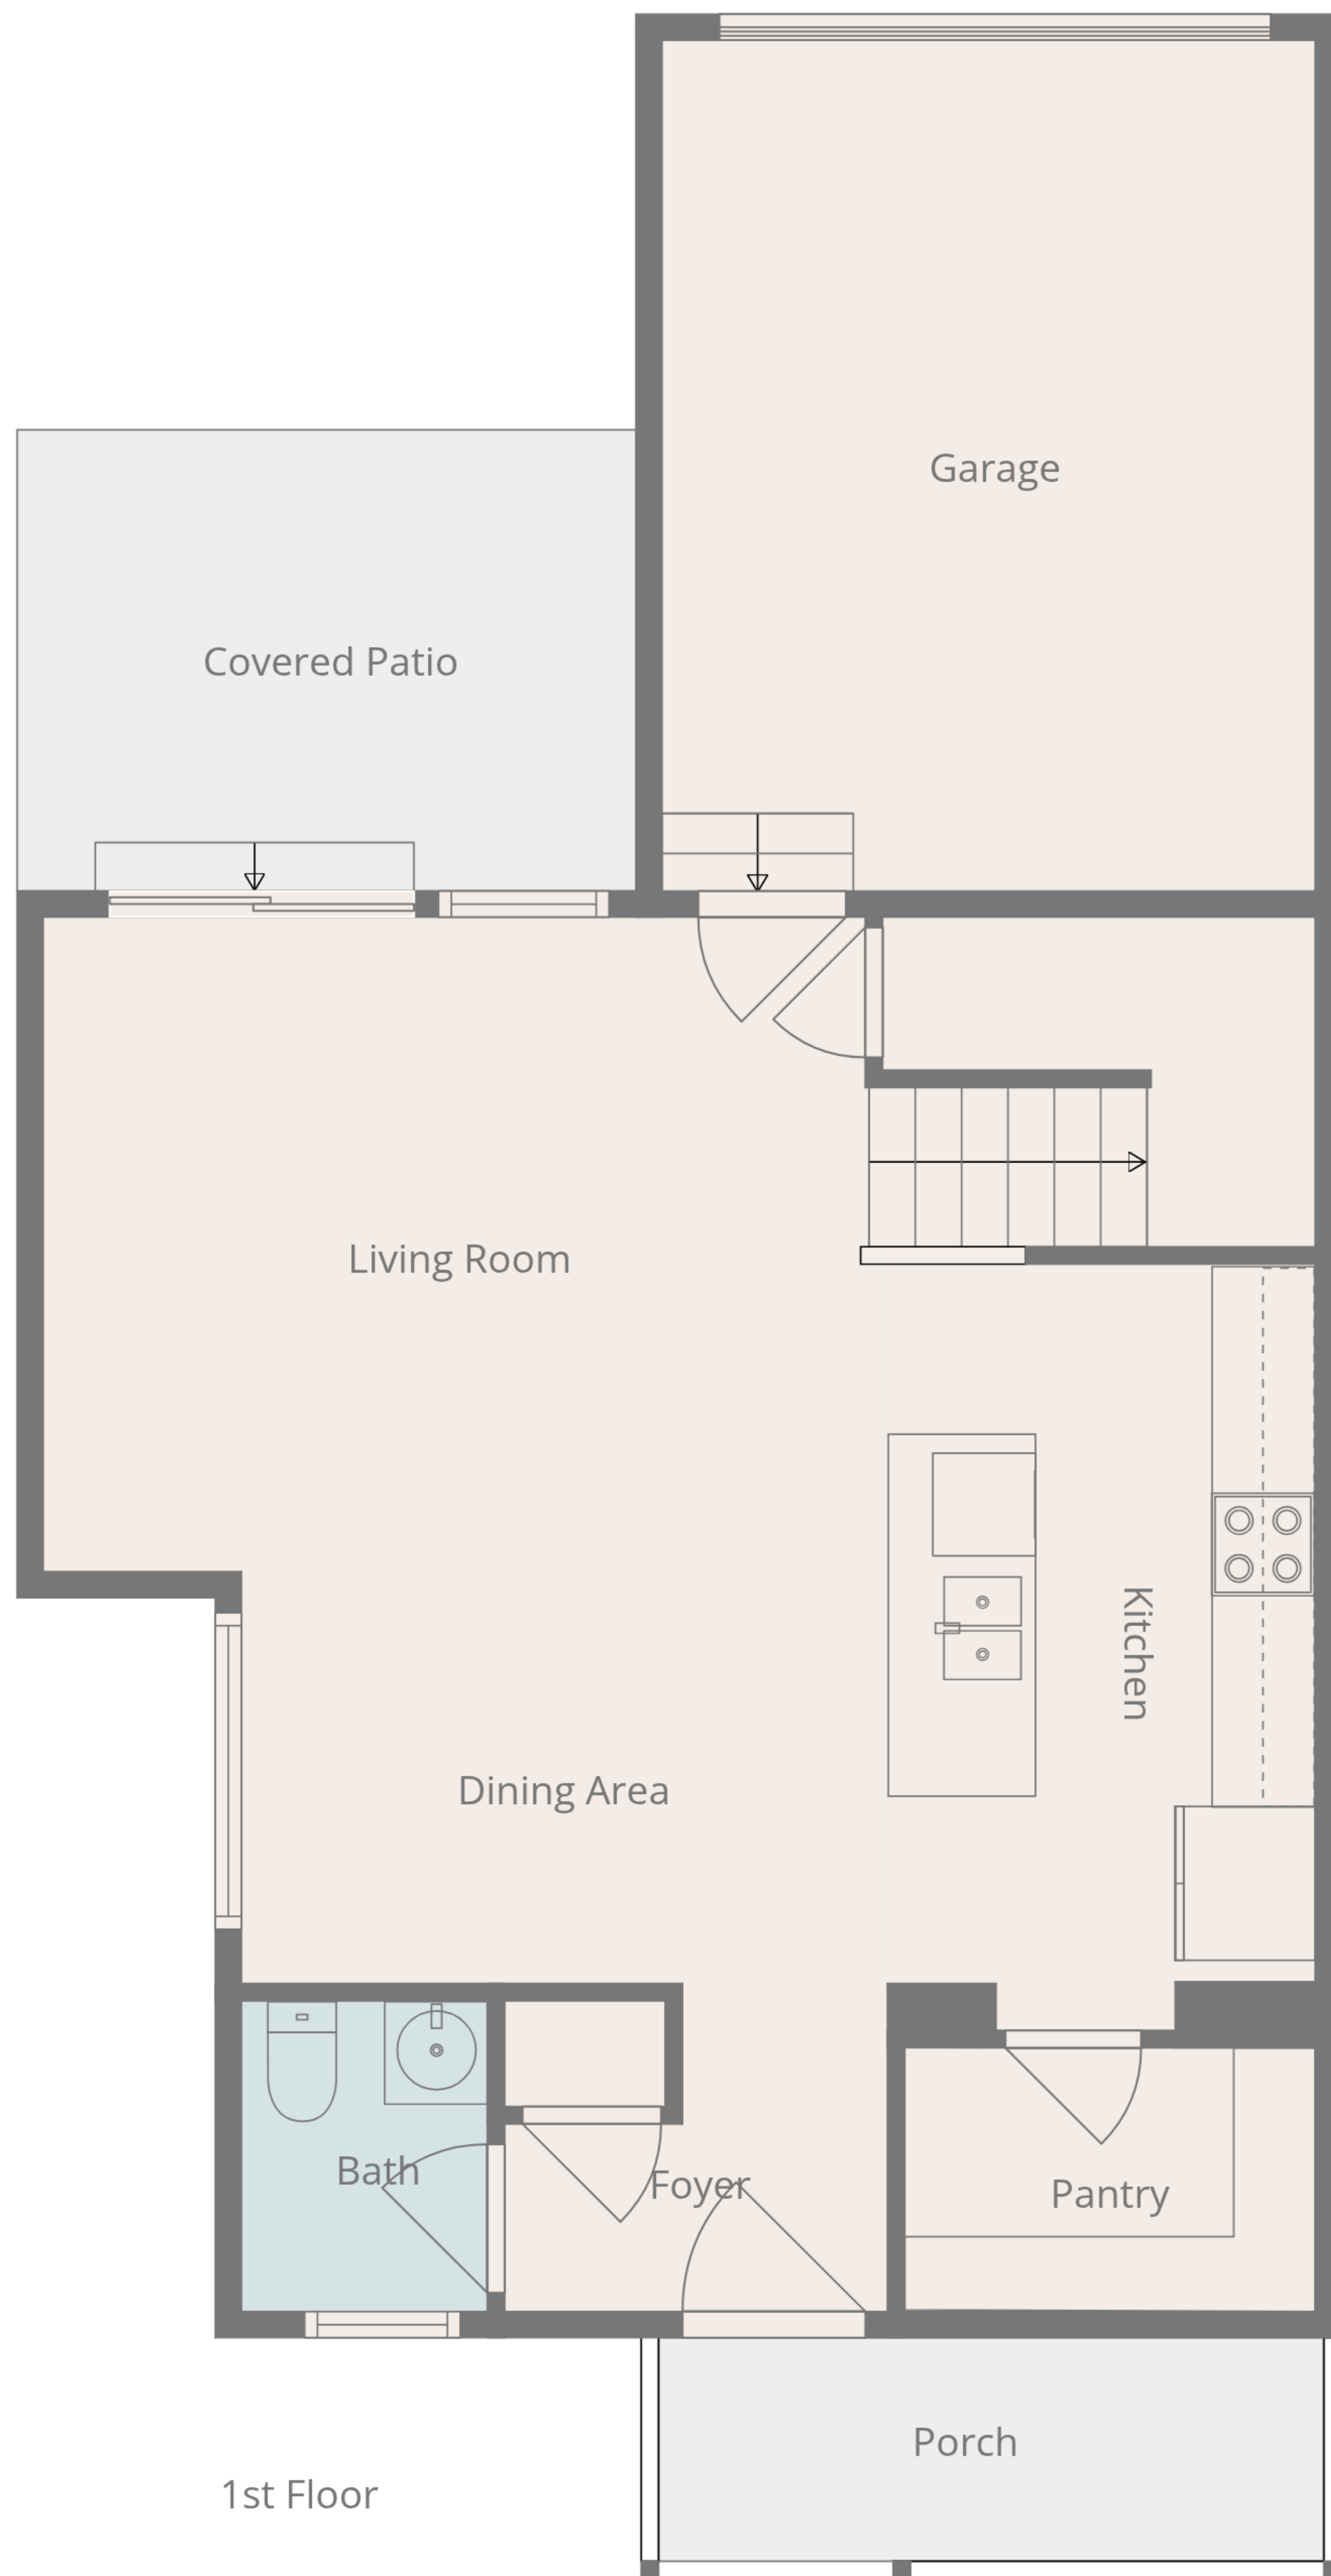 Garage
Covered Patio
Living Room
Kitchen
Dining Area
Bath
Foyer
Pantry
Porch
1st Floor